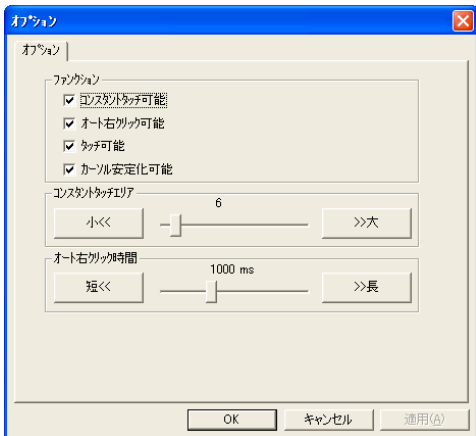 オプション
オプション
ファンクション
コンスタントタッチ可能
オート右クリック可能
タッチ可能
カーソル安定化可能
コンスタントタッチエリア
6
小<< >>大
オート右クリック時間
1000 ms
短<< >>長
OK キャンセル 適用(A)